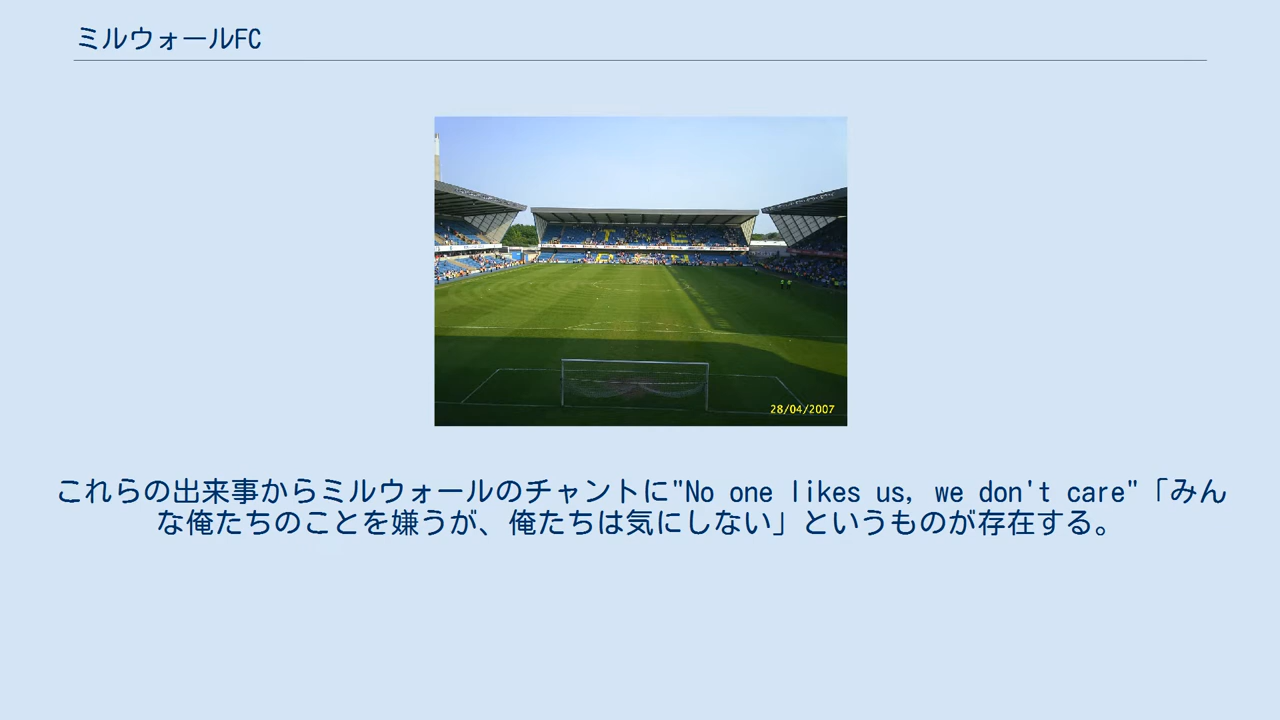 ミルウォールFC
28/04/2007
これらの出来事からミルウォールのチャントに"No one likes us, we don't care"「みん
な俺たちのことを嫌うが、俺たちは気にしない」というものが存在する。